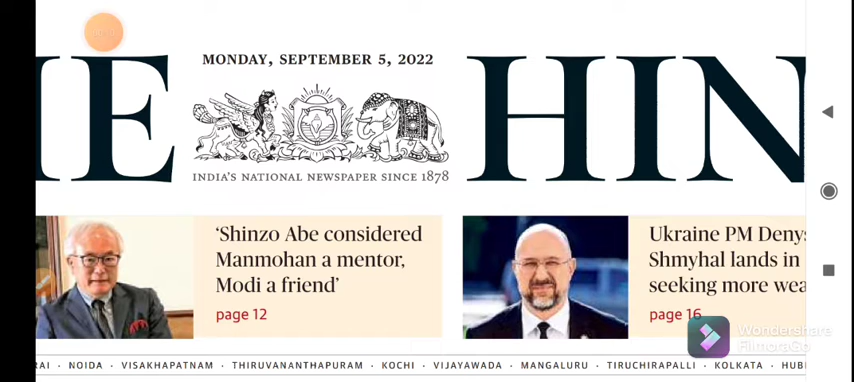 MONDAY, SEPTEMBER 5, 2022
IE HIN
INDIA'S NATIONAL NEWSPAPER SINCE 1878
'Shinzo Abe considered
Manmohan a mentor,
Modi a friend'
page 12
Ukraine PM Denys
Shmyhal lands in
seeking more wea
page 16
Wondershare
FilmoraGo
RAI · NOIDA · VISAKHAPATNAM · THIRUVANANTHAPURAM · KOCHI · VIJAYAWADA · MANGALURU · TIRUCHIRAPALLI · KOLKATA · HUBB